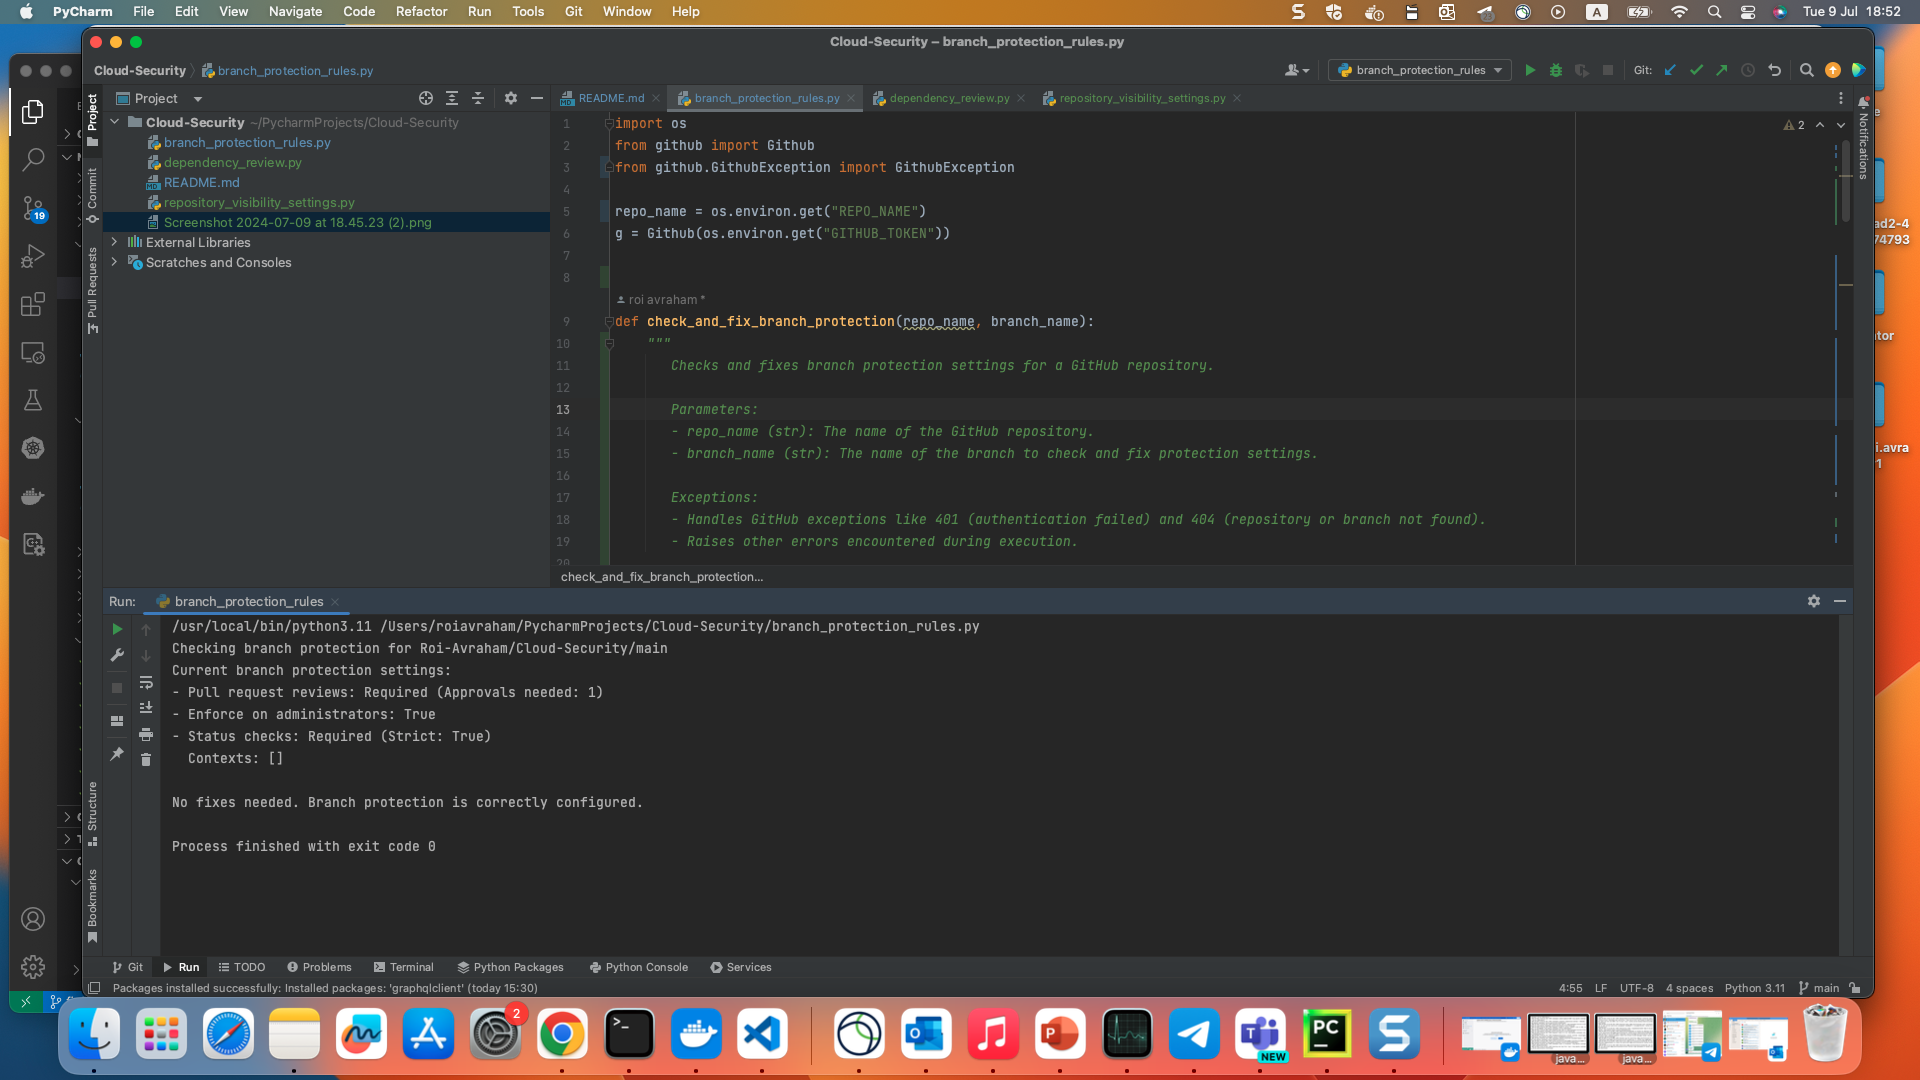 PyCharm File Edit View Navigate Code Refactor Run Tools Git Window Help
A
Tue 9 Jul 18:52
Cloud-Security – branch_protection_rules.py
Cloud-Security branch_protection_rules.py
branch_protection_rules
Git:
Project
README.md branch_protection_rules.py dependency_review.py repository_visibility_settings.py
Cloud-Security ~/PycharmProjects/Cloud-Security
branch_protection_rules.py
dependency_review.py
README.md
repository_visibility_settings.py
Screenshot 2024-07-09 at 18.45.23 (2).png
External Libraries
Scratches and Consoles
Project
Commit
Pull Requests
Structure
Bookmarks
Notifications
19
2
1 import os
2 from github import Github
3 from github.GithubException import GithubException
4
5 repo_name = os.environ.get("REPO_NAME")
6 g = Github(os.environ.get("GITHUB_TOKEN"))
7
8
roi avraham *
9 def check_and_fix_branch_protection(repo_name, branch_name):
10 """
11 Checks and fixes branch protection settings for a GitHub repository.
12
13 Parameters:
14 - repo_name (str): The name of the GitHub repository.
15 - branch_name (str): The name of the branch to check and fix protection settings.
16
17 Exceptions:
18 - Handles GitHub exceptions like 401 (authentication failed) and 404 (repository or branch not found).
19 - Raises other errors encountered during execution.
20
check_and_fix_branch_protection...
Run: branch_protection_rules
/usr/local/bin/python3.11 /Users/roiavraham/PycharmProjects/Cloud-Security/branch_protection_rules.py
Checking branch protection for Roi-Avraham/Cloud-Security/main
Current branch protection settings:
- Pull request reviews: Required (Approvals needed: 1)
- Enforce on administrators: True
- Status checks: Required (Strict: True)
Contexts: []
No fixes needed. Branch protection is correctly configured.
Process finished with exit code 0
Git Run TODO Problems Terminal Python Packages Python Console Services
Packages installed successfully: Installed packages: 'graphqlclient' (today 15:30)
4:55 LF UTF-8 4 spaces Python 3.11 main
ad2-4
74793
ator
i.avra
2
NEW
PC
java...
java...